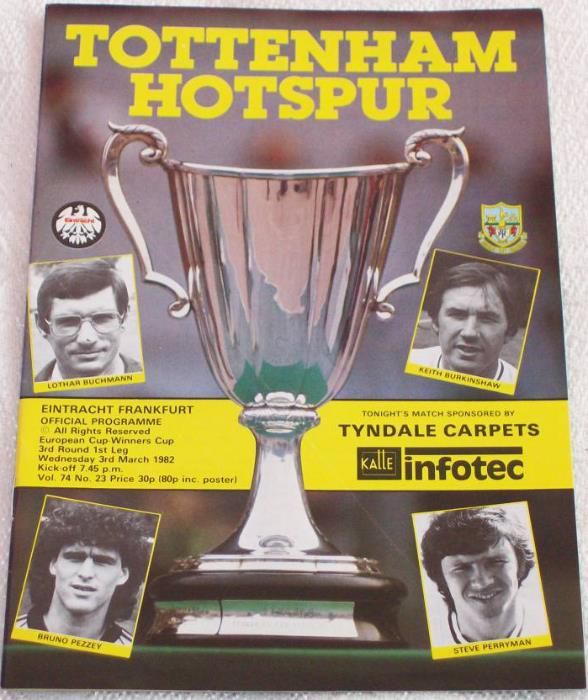 TOTTENHAM
HOTSPUR
Eintracht
LOTHAR BUCHMANN
KEITH BURKINSHAW
EINTRACHT FRANKFURT
OFFICIAL PROGRAMME
© All Rights Reserved
European Cup-Winners Cup
3rd Round 1st Leg
Wednesday 3rd March 1982
Kick-off 7.45 p.m.
Vol. 74 No. 23 Price 30p (80p inc. poster)
TONIGHT'S MATCH SPONSORED BY
TYNDALE CARPETS
KALLE infotec
BRUNO PEZZEY
STEVE PERRYMAN